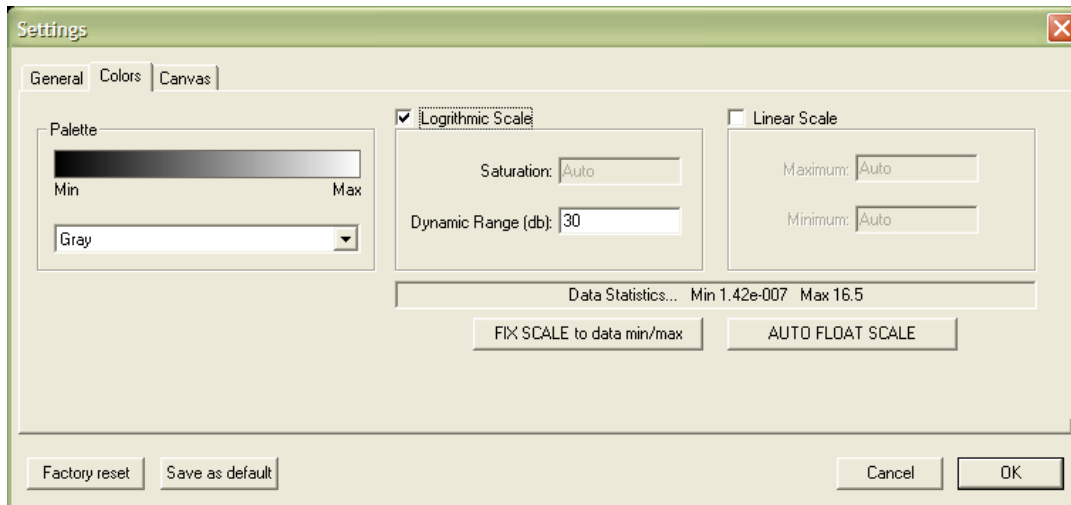 Settings
General Colors Canvas
Palette
Min Max
Gray
Logrithmic Scale
Saturation: Auto
Dynamic Range (db): 30
Linear Scale
Maximum: Auto
Minimum: Auto
Data Statistics... Min 1.42e-007 Max 16.5
FIX SCALE to data min/max AUTO FLOAT SCALE
Factory reset Save as default Cancel OK